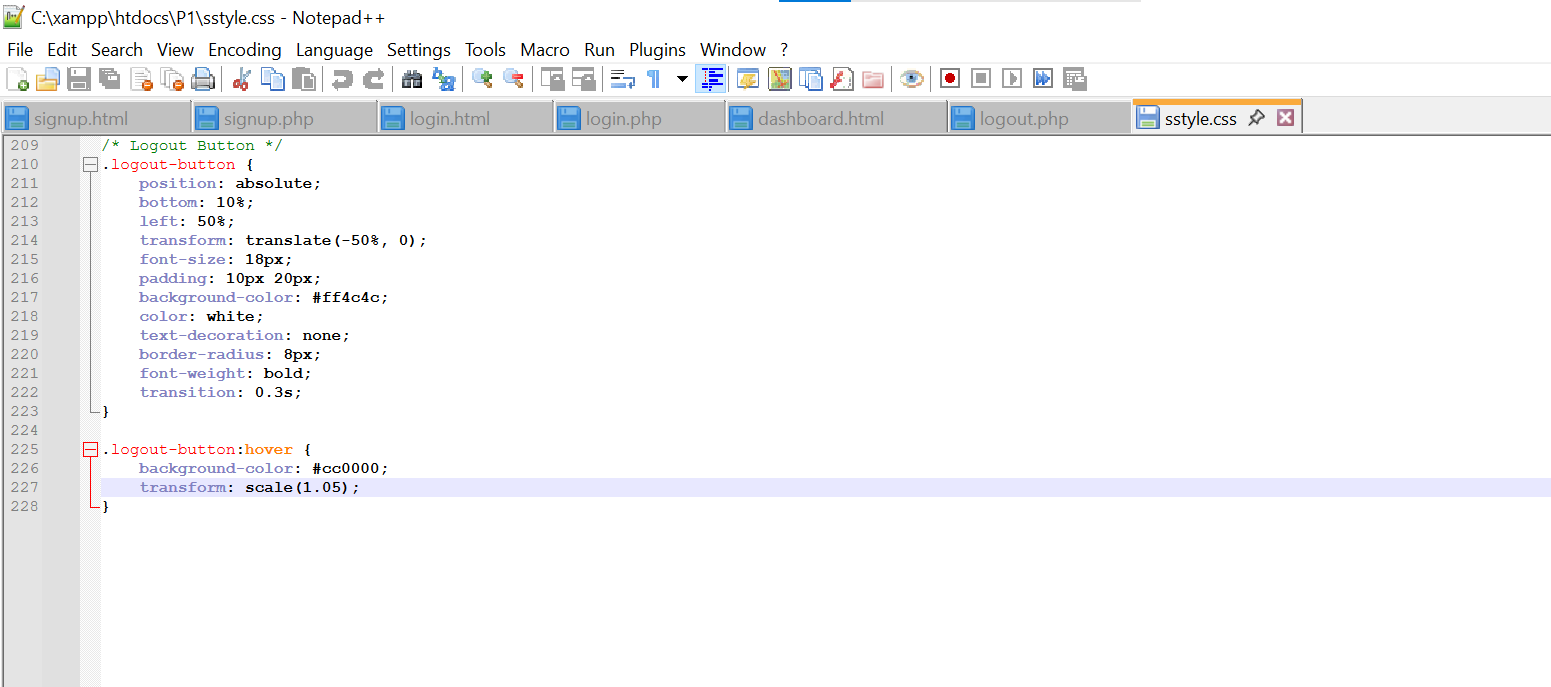 C:\xampp\htdocs\P1\sstyle.css - Notepad++
File Edit Search View Encoding Language Settings Tools Macro Run Plugins Window ?
signup.html signup.php login.html login.php dashboard.html logout.php sstyle.css
209 /* Logout Button */
210 .logout-button {
211 position: absolute;
212 bottom: 10%;
213 left: 50%;
214 transform: translate(-50%, 0);
215 font-size: 18px;
216 padding: 10px 20px;
217 background-color: #ff4c4c;
218 color: white;
219 text-decoration: none;
220 border-radius: 8px;
221 font-weight: bold;
222 transition: 0.3s;
223 }
224
225 .logout-button:hover {
226 background-color: #cc0000;
227 transform: scale(1.05);
228 }